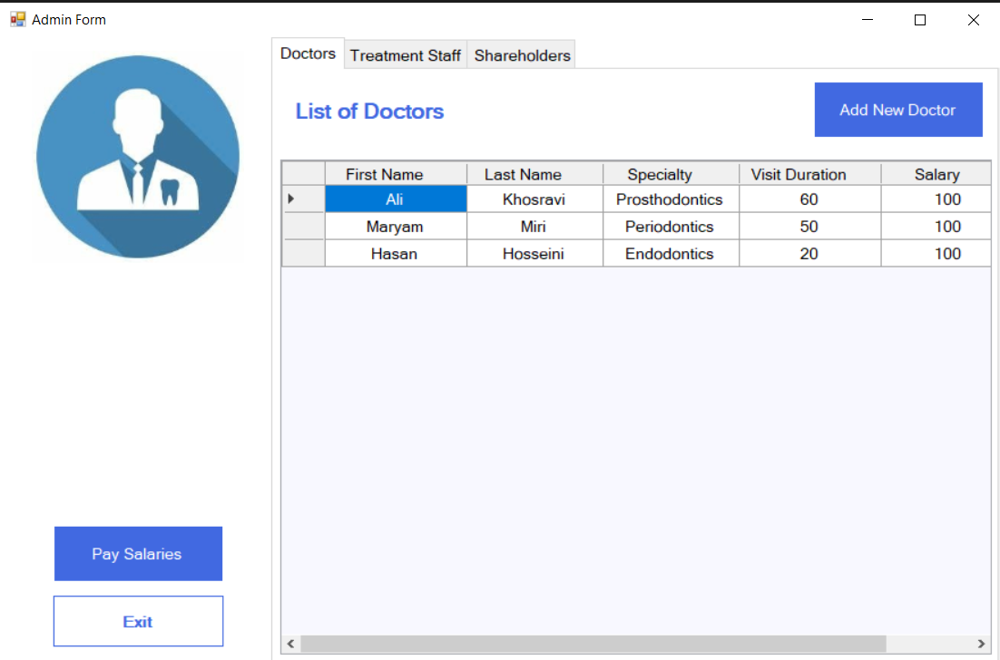 Admin Form
Doctors Treatment Staff Shareholders
List of Doctors
Add New Doctor
First Name Last Name Specialty Visit Duration Salary
Ali Khosravi Prosthodontics 60 100
Maryam Miri Periodontics 50 100
Hasan Hosseini Endodontics 20 100
Pay Salaries
Exit